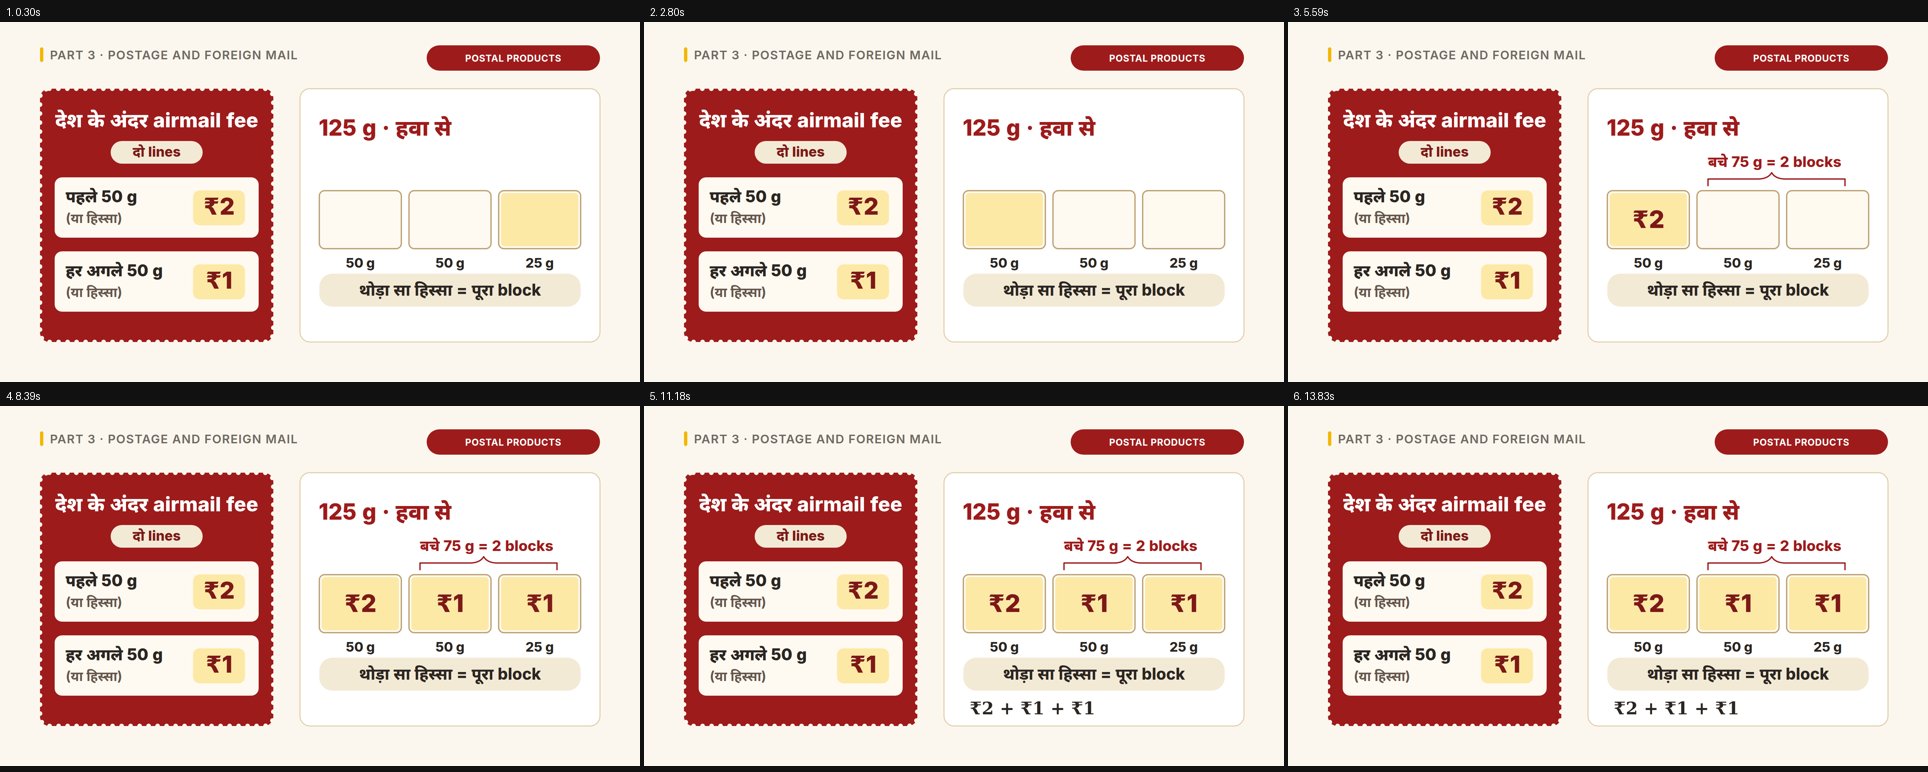 1. 0.30s
PART 3 · POSTAGE AND FOREIGN MAIL
POSTAL PRODUCTS
देश के अंदर airmail fee
दो lines
पहले 50 g
(या हिस्सा)
₹2
हर अगले 50 g
(या हिस्सा)
₹1
125 g · हवा से
50 g 50 g 25 g
थोड़ा सा हिस्सा = पूरा block
2. 2.80s
PART 3 · POSTAGE AND FOREIGN MAIL
POSTAL PRODUCTS
देश के अंदर airmail fee
दो lines
पहले 50 g
(या हिस्सा)
₹2
हर अगले 50 g
(या हिस्सा)
₹1
125 g · हवा से
50 g 50 g 25 g
थोड़ा सा हिस्सा = पूरा block
3. 5.59s
PART 3 · POSTAGE AND FOREIGN MAIL
POSTAL PRODUCTS
देश के अंदर airmail fee
दो lines
पहले 50 g
(या हिस्सा)
₹2
हर अगले 50 g
(या हिस्सा)
₹1
125 g · हवा से
बचे 75 g = 2 blocks
₹2
50 g 50 g 25 g
थोड़ा सा हिस्सा = पूरा block
4. 8.39s
PART 3 · POSTAGE AND FOREIGN MAIL
POSTAL PRODUCTS
देश के अंदर airmail fee
दो lines
पहले 50 g
(या हिस्सा)
₹2
हर अगले 50 g
(या हिस्सा)
₹1
125 g · हवा से
बचे 75 g = 2 blocks
₹2 ₹1 ₹1
50 g 50 g 25 g
थोड़ा सा हिस्सा = पूरा block
5. 11.18s
PART 3 · POSTAGE AND FOREIGN MAIL
POSTAL PRODUCTS
देश के अंदर airmail fee
दो lines
पहले 50 g
(या हिस्सा)
₹2
हर अगले 50 g
(या हिस्सा)
₹1
125 g · हवा से
बचे 75 g = 2 blocks
₹2 ₹1 ₹1
50 g 50 g 25 g
थोड़ा सा हिस्सा = पूरा block
₹2 + ₹1 + ₹1
6. 13.83s
PART 3 · POSTAGE AND FOREIGN MAIL
POSTAL PRODUCTS
देश के अंदर airmail fee
दो lines
पहले 50 g
(या हिस्सा)
₹2
हर अगले 50 g
(या हिस्सा)
₹1
125 g · हवा से
बचे 75 g = 2 blocks
₹2 ₹1 ₹1
50 g 50 g 25 g
थोड़ा सा हिस्सा = पूरा block
₹2 + ₹1 + ₹1